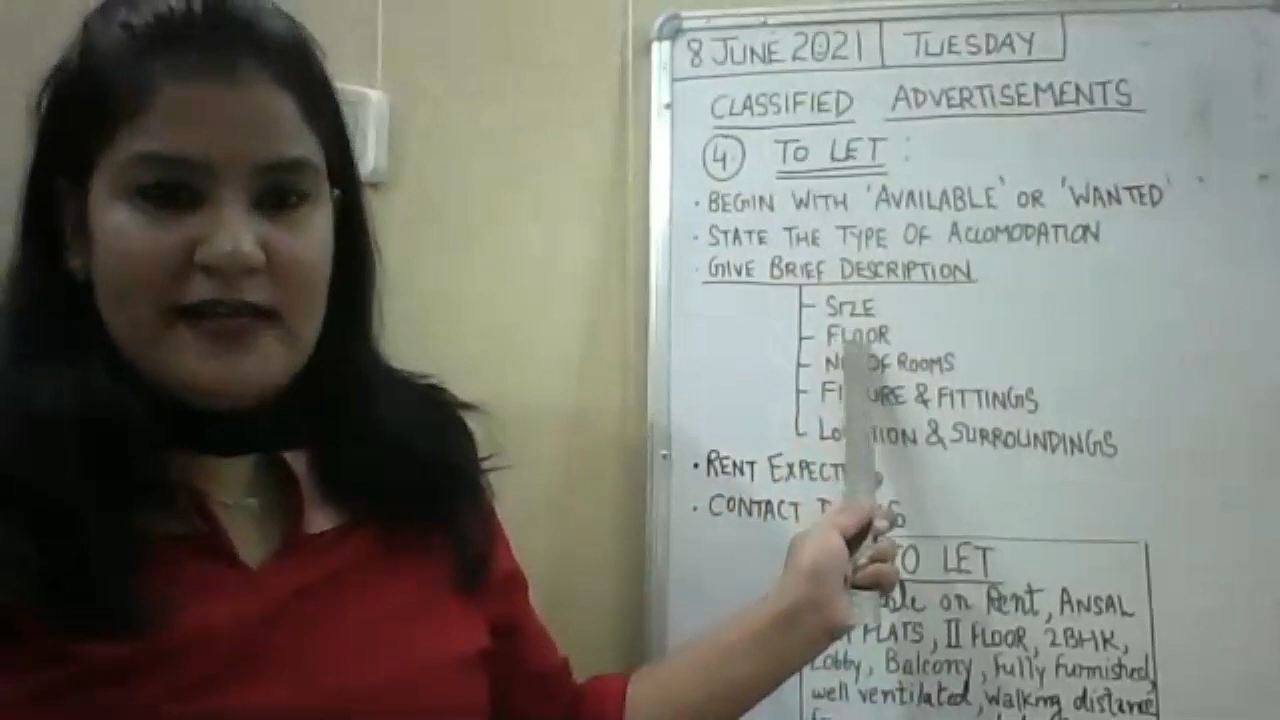 8 JUNE 2021 TUESDAY
CLASSIFIED ADVERTISEMENTS
4 TO LET :
· BEGIN WITH 'AVAILABLE' OR 'WANTED'
· STATE THE TYPE OF ACCOMODATION
· GIVE BRIEF DESCRIPTION
- SIZE
- FLOOR
OF ROOMS
& FITTINGS
& SURROUNDINGS
· RENT
· CONTACT
TO LET
on Rent, ANSAL
FLATS, II FLOOR, 2BHK,
Lobby, Balcony, fully furnished,
well ventilated, walking distance